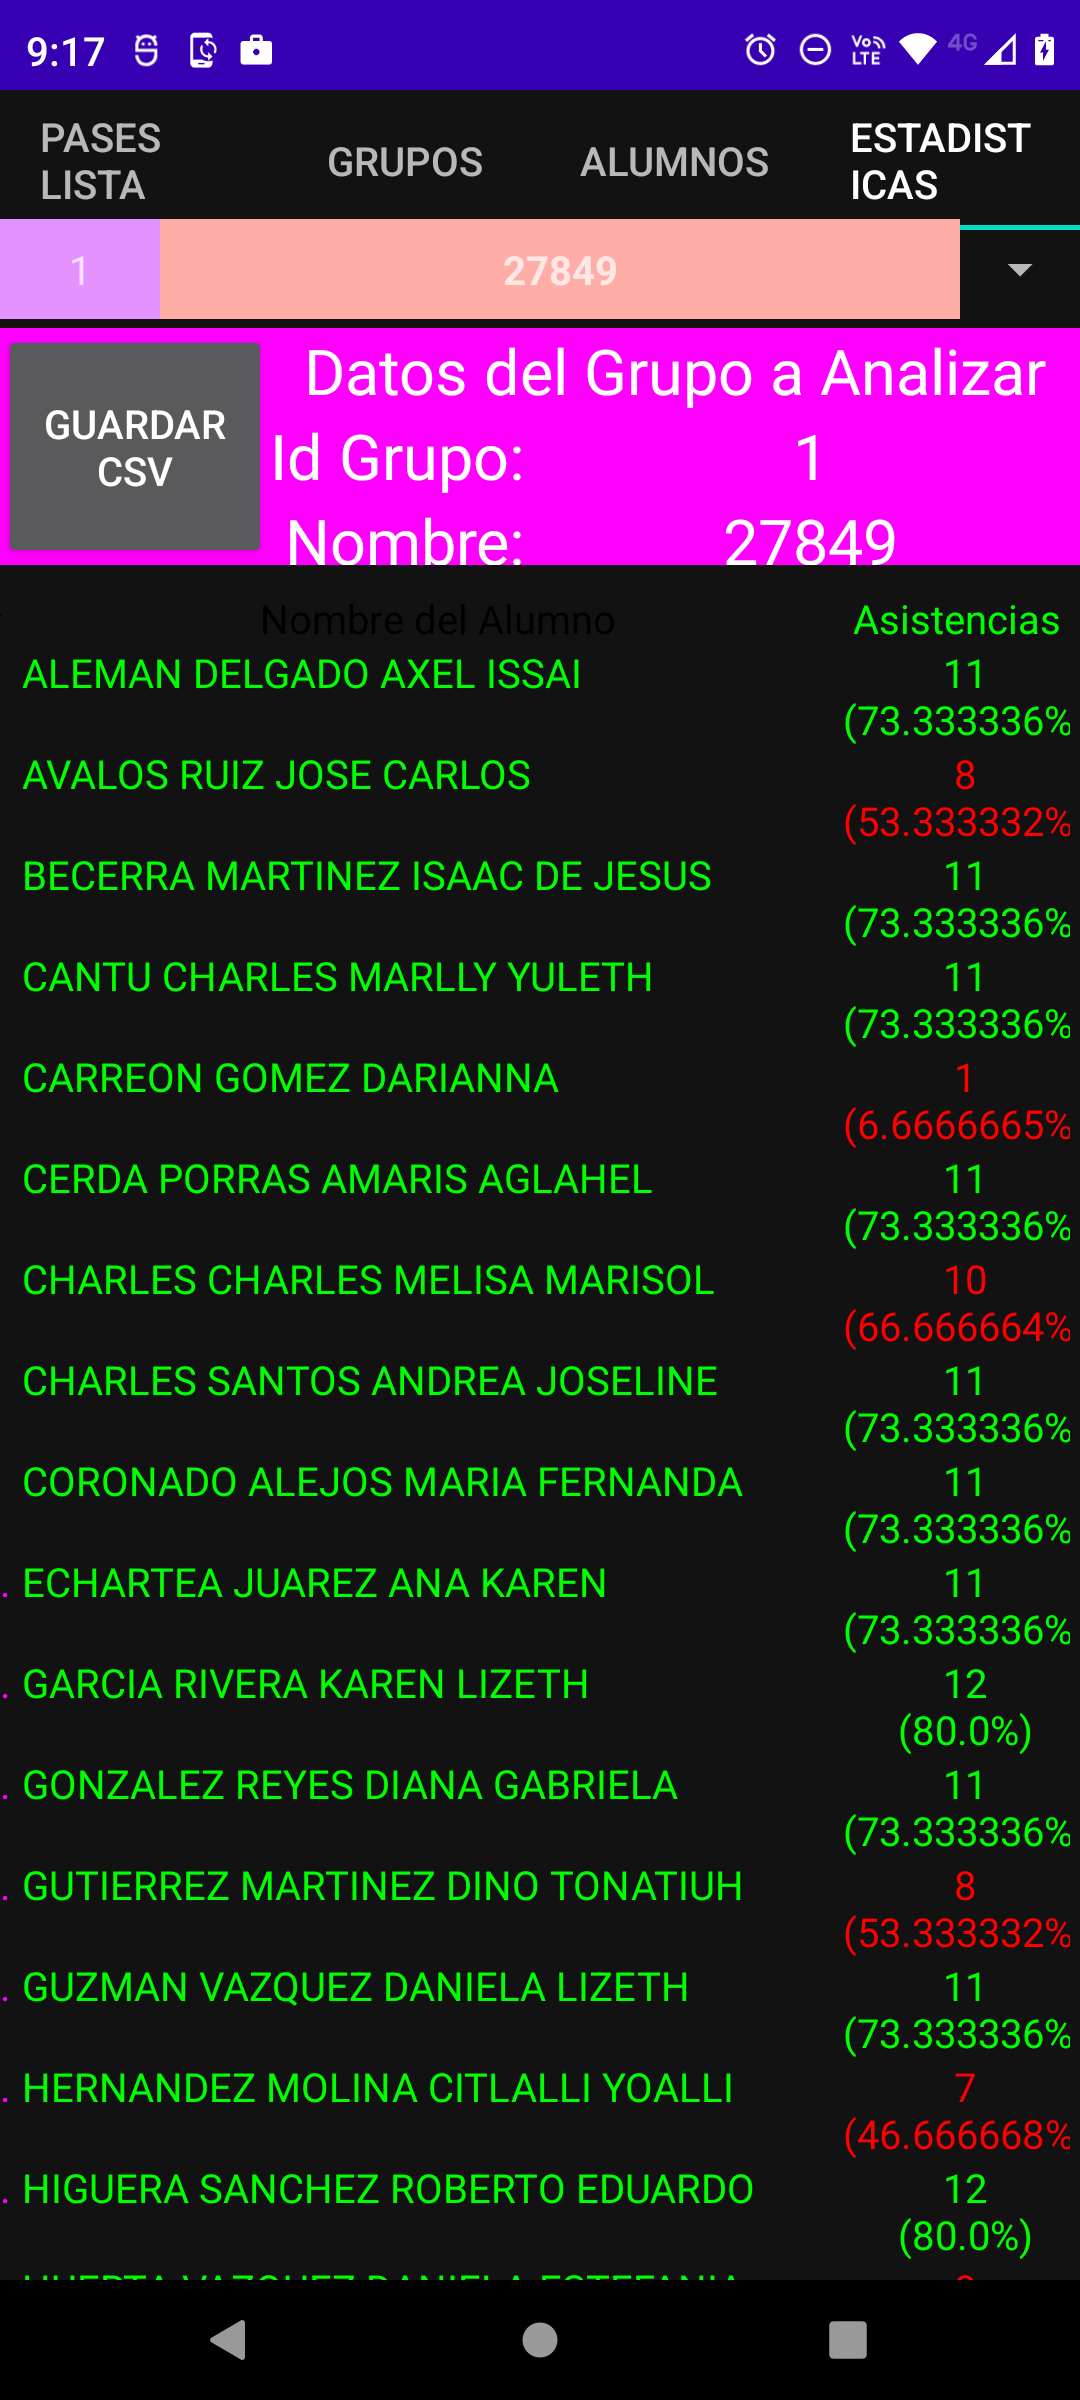 9:17
Vo LTE
4G
PASES LISTA
GRUPOS
ALUMNOS
ESTADISTICAS
1
27849
GUARDAR CSV
Datos del Grupo a Analizar
Id Grupo: 1
Nombre: 27849
Nombre del Alumno Asistencias
ALEMAN DELGADO AXEL ISSAI 11
(73.333336%
AVALOS RUIZ JOSE CARLOS 8
(53.333332%
BECERRA MARTINEZ ISAAC DE JESUS 11
(73.333336%
CANTU CHARLES MARLLY YULETH 11
(73.333336%
CARREON GOMEZ DARIANNA 1
(6.6666665%
CERDA PORRAS AMARIS AGLAHEL 11
(73.333336%
CHARLES CHARLES MELISA MARISOL 10
(66.666664%
CHARLES SANTOS ANDREA JOSELINE 11
(73.333336%
CORONADO ALEJOS MARIA FERNANDA 11
(73.333336%
. ECHARTEA JUAREZ ANA KAREN 11
(73.333336%
. GARCIA RIVERA KAREN LIZETH 12
(80.0%)
. GONZALEZ REYES DIANA GABRIELA 11
(73.333336%
. GUTIERREZ MARTINEZ DINO TONATIUH 8
(53.333332%
. GUZMAN VAZQUEZ DANIELA LIZETH 11
(73.333336%
. HERNANDEZ MOLINA CITLALLI YOALLI 7
(46.666668%
. HIGUERA SANCHEZ ROBERTO EDUARDO 12
(80.0%)
HUERTA VAZQUEZ DANIELA ESTEFANIA